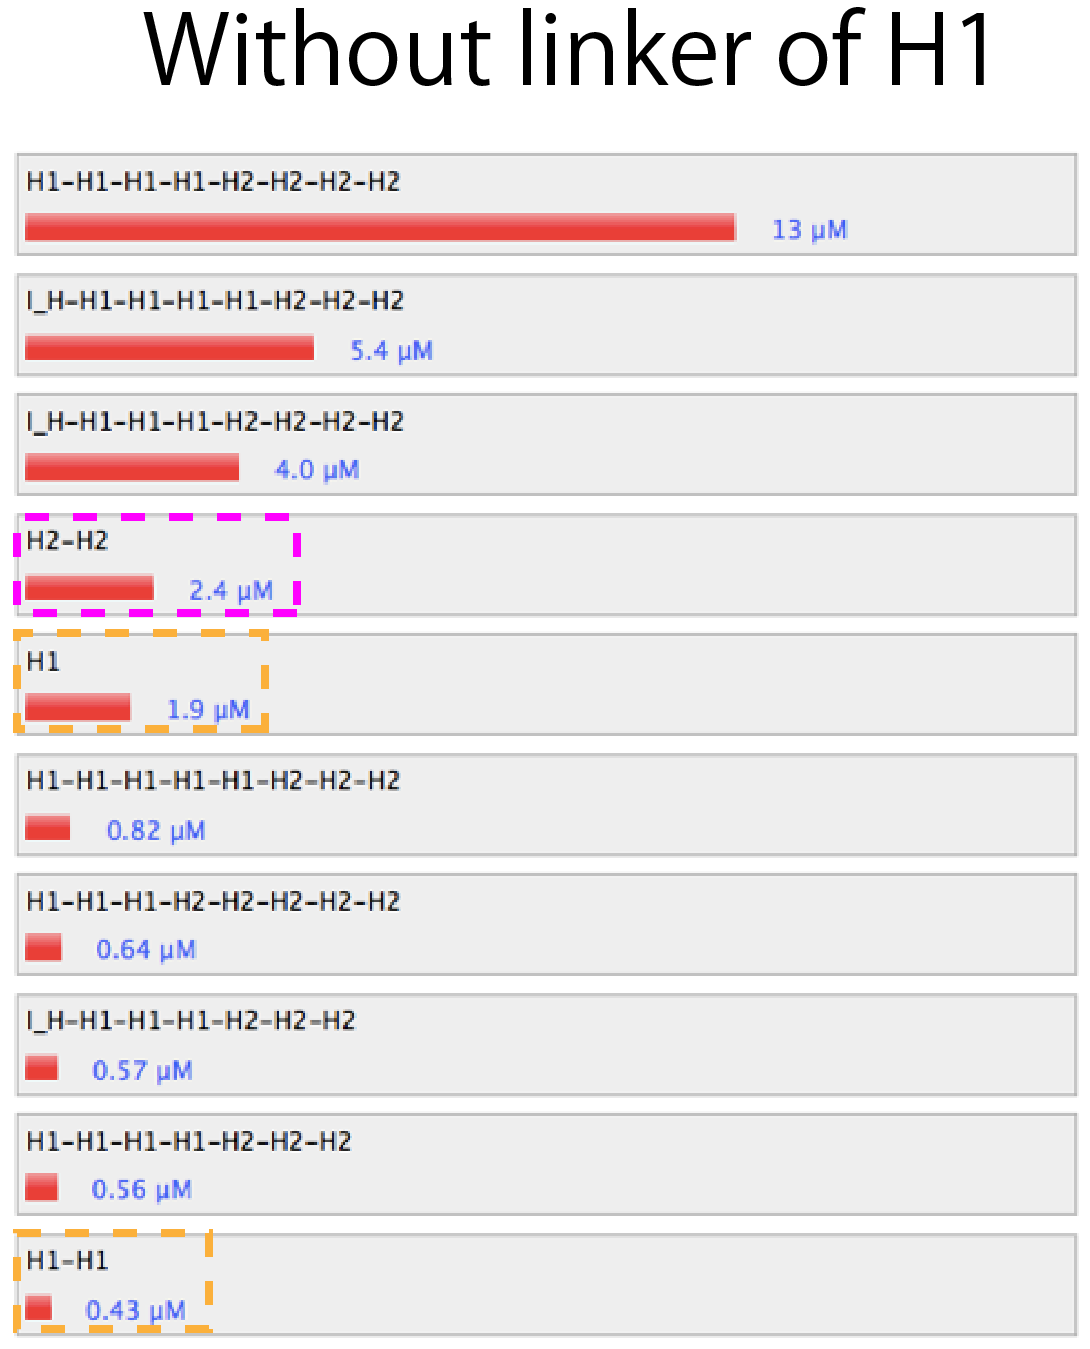 Without linker of H1
H1-H1-H1-H1-H2-H2-H2-H2
13 µM
I_H-H1-H1-H1-H1-H2-H2-H2
5.4 µM
I_H-H1-H1-H1-H2-H2-H2-H2
4.0 µM
H2-H2
2.4 µM
H1
1.9 µM
H1-H1-H1-H1-H1-H2-H2-H2
0.82 µM
H1-H1-H1-H2-H2-H2-H2-H2
0.64 µM
I_H-H1-H1-H1-H2-H2-H2
0.57 µM
H1-H1-H1-H1-H2-H2-H2
0.56 µM
H1-H1
0.43 µM